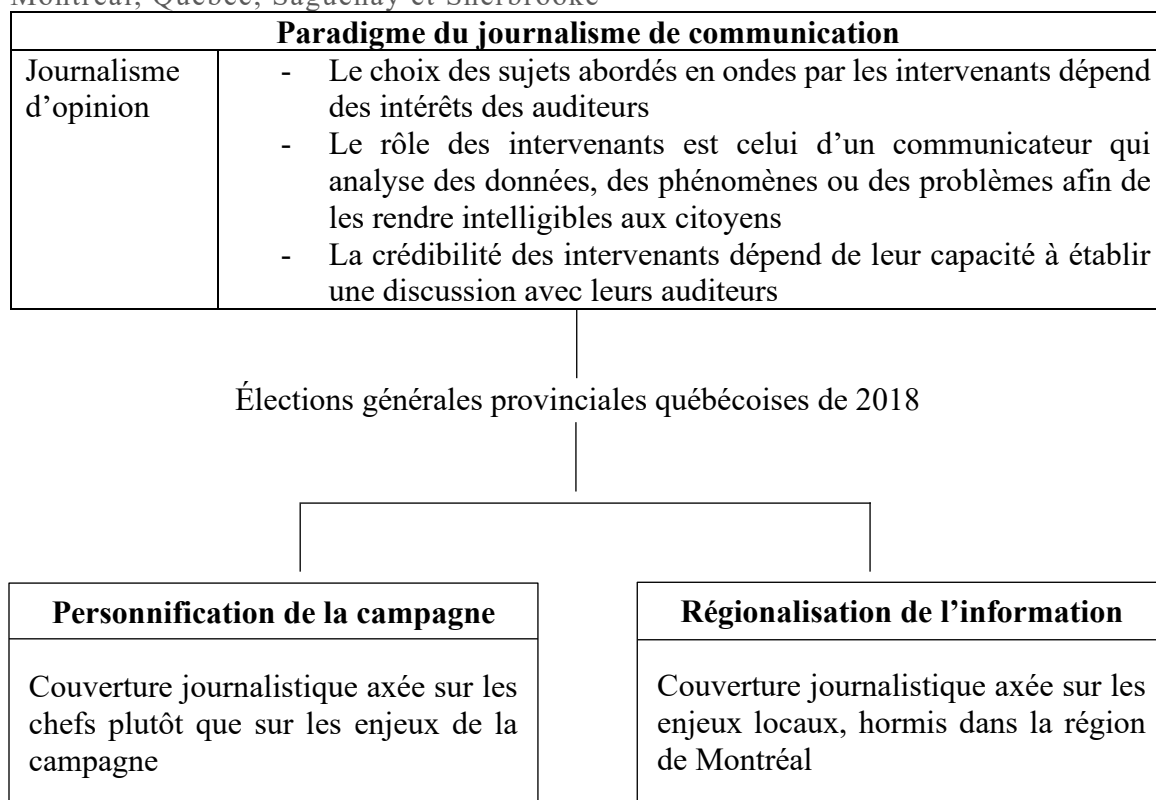 Montréal, Québec, Saguenay et Sherbrooke
Paradigme du journalisme de communication
Journalisme
d’opinion
- Le choix des sujets abordés en ondes par les intervenants dépend
des intérêts des auditeurs
- Le rôle des intervenants est celui d’un communicateur qui
analyse des données, des phénomènes ou des problèmes afin de
les rendre intelligibles aux citoyens
- La crédibilité des intervenants dépend de leur capacité à établir
une discussion avec leurs auditeurs
Élections générales provinciales québécoises de 2018
Personnification de la campagne
Couverture journalistique axée sur les
chefs plutôt que sur les enjeux de la
campagne
Régionalisation de l’information
Couverture journalistique axée sur les
enjeux locaux, hormis dans la région
de Montréal